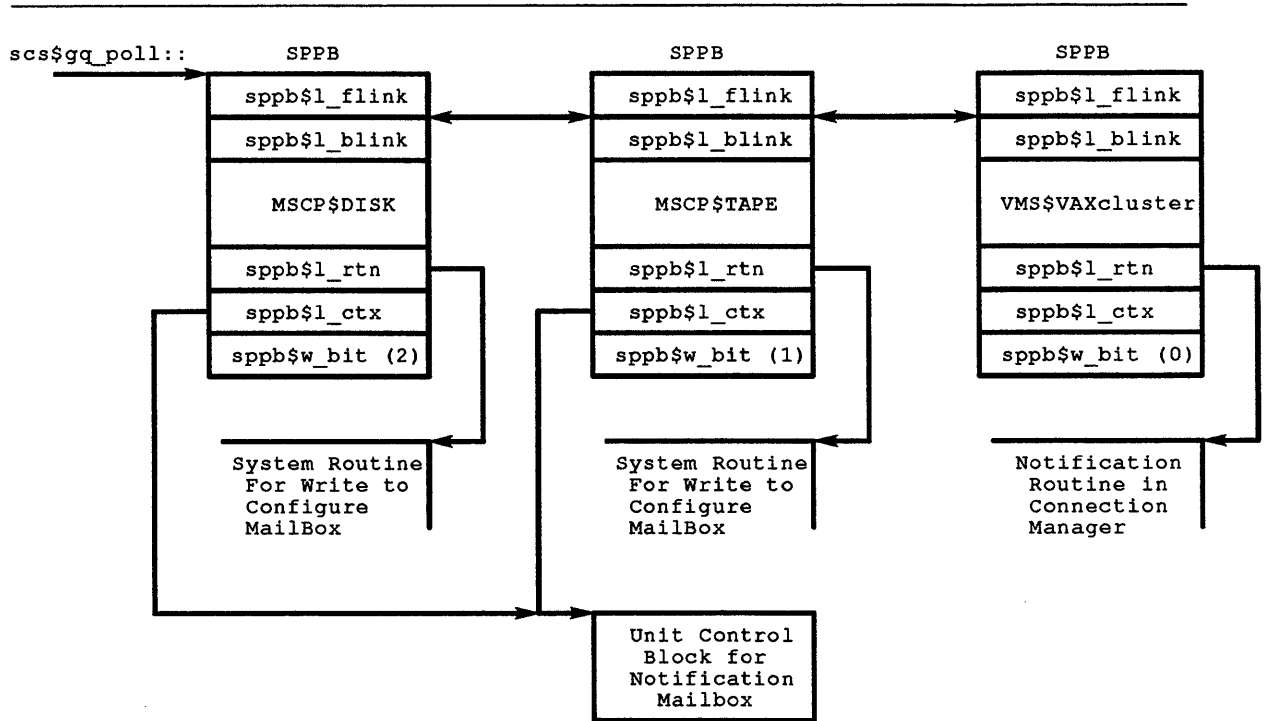 scs$gq_poll::
SPPB
sppb$l_flink
sppb$l_blink
MSCP$DISK
sppb$l_rtn
sppb$l_ctx
sppb$w_bit (2)
System Routine
For Write to
Configure
MailBox
SPPB
sppb$l_flink
sppb$l_blink
MSCP$TAPE
sppb$l_rtn
sppb$l_ctx
sppb$w_bit (1)
System Routine
For Write to
Configure
MailBox
SPPB
sppb$l_flink
sppb$l_blink
VMS$VAXcluster
sppb$l_rtn
sppb$l_ctx
sppb$w_bit (0)
Notification
Routine in
Connection
Manager
Unit Control
Block for
Notification
Mailbox